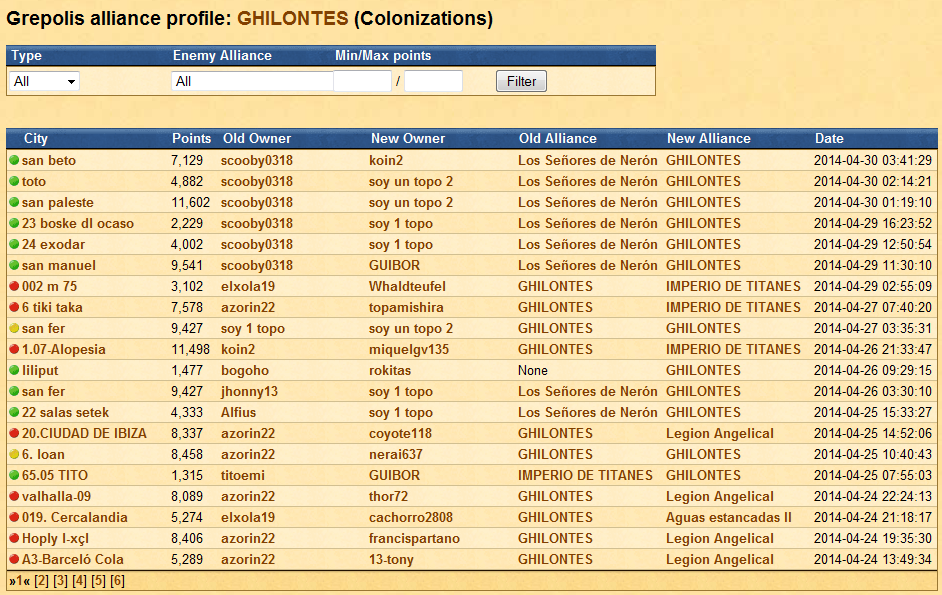 Grepolis alliance profile: GHILONTES (Colonizations)
Type Enemy Alliance Min/Max points
All All / Filter
City Points Old Owner New Owner Old Alliance New Alliance Date
san beto 7,129 scooby0318 koin2 Los Señores de Nerón GHILONTES 2014-04-30 03:41:29
toto 4,882 scooby0318 soy un topo 2 Los Señores de Nerón GHILONTES 2014-04-30 02:14:21
san paleste 11,602 scooby0318 soy un topo 2 Los Señores de Nerón GHILONTES 2014-04-30 01:19:10
23 boske dl ocaso 2,229 scooby0318 soy 1 topo Los Señores de Nerón GHILONTES 2014-04-29 16:23:52
24 exodar 4,002 scooby0318 soy 1 topo Los Señores de Nerón GHILONTES 2014-04-29 12:50:54
san manuel 9,541 scooby0318 GUIBOR Los Señores de Nerón GHILONTES 2014-04-29 11:30:10
002 m 75 3,102 elxola19 Whaldteufel GHILONTES IMPERIO DE TITANES 2014-04-29 02:55:09
6 tiki taka 7,578 azorin22 topamishira GHILONTES IMPERIO DE TITANES 2014-04-27 07:40:20
san fer 9,427 soy 1 topo soy un topo 2 GHILONTES GHILONTES 2014-04-27 03:35:31
1.07-Alopesia 11,498 koin2 miquelgv135 GHILONTES IMPERIO DE TITANES 2014-04-26 21:33:47
liliput 1,477 bogoho rokitas None GHILONTES 2014-04-26 09:29:15
san fer 9,427 jhonny13 soy 1 topo Los Señores de Nerón GHILONTES 2014-04-26 03:30:10
22 salas setek 4,333 Alfius soy 1 topo Los Señores de Nerón GHILONTES 2014-04-25 15:33:27
20.CIUDAD DE IBIZA 8,337 azorin22 coyote118 GHILONTES Legion Angelical 2014-04-25 14:52:06
6. Ioan 8,458 azorin22 nerai637 GHILONTES GHILONTES 2014-04-25 10:40:43
65.05 TITO 1,315 titoemi GUIBOR IMPERIO DE TITANES GHILONTES 2014-04-25 07:55:03
valhalla-09 8,089 azorin22 thor72 GHILONTES Legion Angelical 2014-04-24 22:24:13
019. Cercalandia 5,274 elxola19 cachorro2808 GHILONTES Aguas estancadas II 2014-04-24 21:18:17
Hoply I-xçl 8,406 azorin22 francispartano GHILONTES Legion Angelical 2014-04-24 19:35:30
A3-Barceló Cola 5,289 azorin22 13-tony GHILONTES Legion Angelical 2014-04-24 13:49:34
»1« [2] [3] [4] [5] [6]